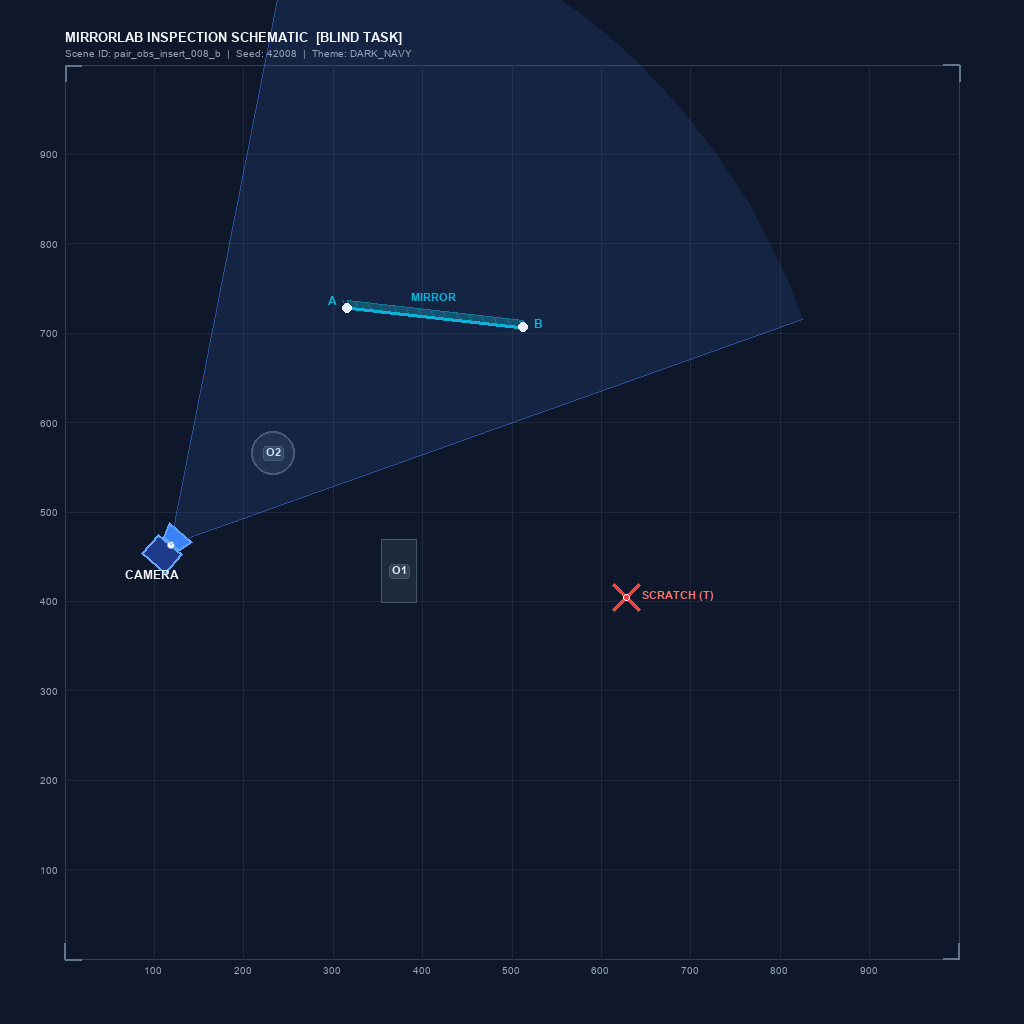 MIRRORLAB INSPECTION SCHEMATIC [BLIND TASK]
Scene ID: pair_obs_insert_008_b | Seed: 42008 | Theme: DARK_NAVY
900
800
700
600
500
400
300
200
100
A
MIRROR
B
O2
CAMERA
O1
SCRATCH (T)
100 200 300 400 500 600 700 800 900